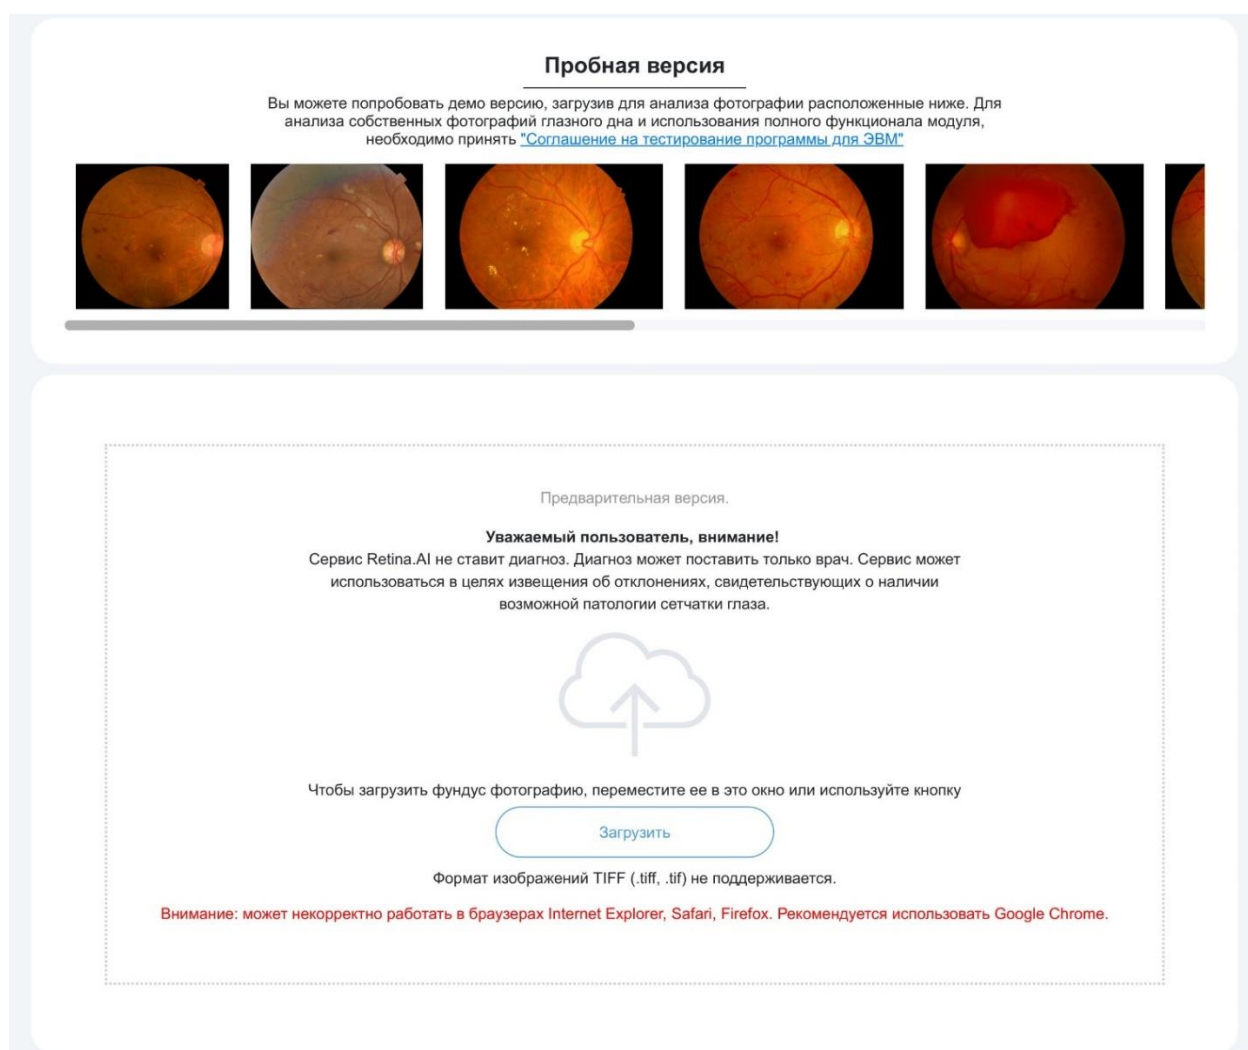 Пробная версия
Вы можете попробовать демо версию, загрузив для анализа фотографии расположенные ниже. Для
анализа собственных фотографий глазного дна и использования полного функционала модуля,
необходимо принять "Соглашение на тестирование программы для ЭВМ"
Предварительная версия.
Уважаемый пользователь, внимание!
Сервис Retina.AI не ставит диагноз. Диагноз может поставить только врач. Сервис может
использоваться в целях извещения об отклонениях, свидетельствующих о наличии
возможной патологии сетчатки глаза.
Чтобы загрузить фундус фотографию, переместите ее в это окно или используйте кнопку
Загрузить
Формат изображений TIFF (.tiff, .tif) не поддерживается.
Внимание: может некорректно работать в браузерах Internet Explorer, Safari, Firefox. Рекомендуется использовать Google Chrome.